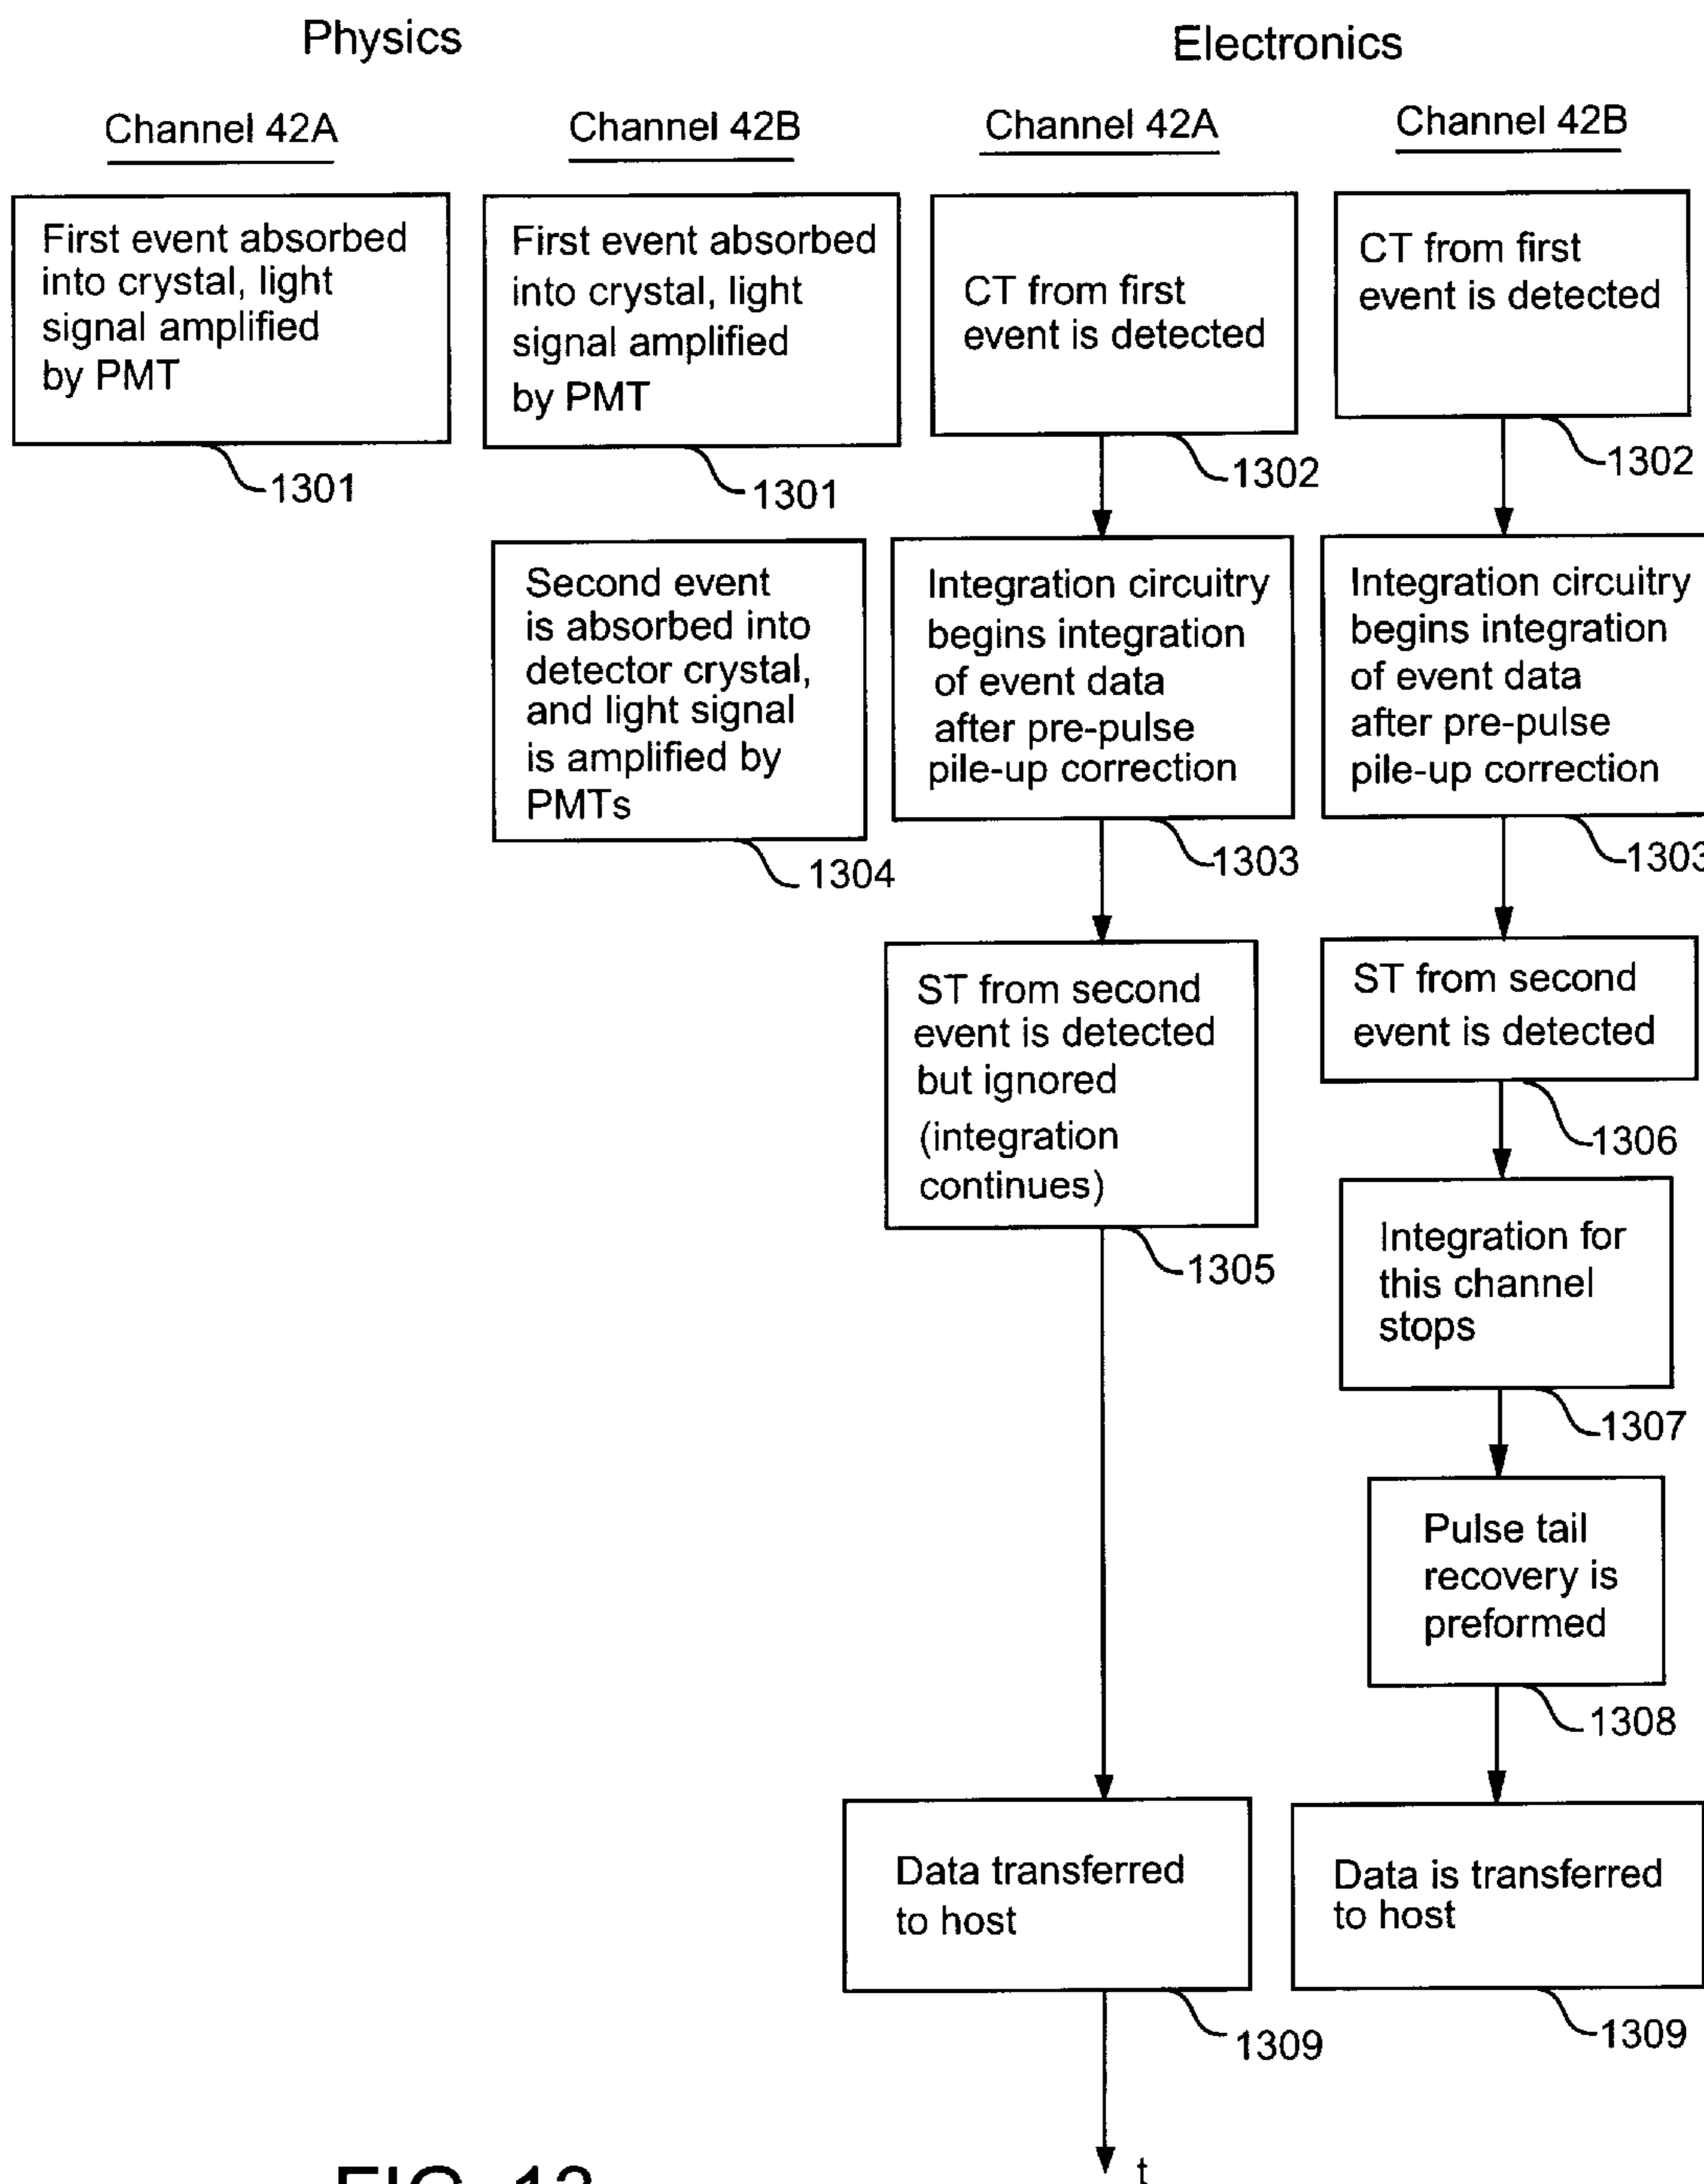 Physics
Electronics
Channel 42A
Channel 42B
Channel 42A
Channel 42B
First event absorbed
into crystal, light
signal amplified
by PMT
1301
First event absorbed
into crystal, light
signal amplified
by PMT
1301
CT from first
event is detected
1302
CT from first
event is detected
1302
Second event
is absorbed into
detector crystal,
and light signal
is amplified by
PMTs
1304
Integration circuitry
begins integration
of event data
after pre-pulse
pile-up correction
1303
Integration circuitry
begins integration
of event data
after pre-pulse
pile-up correction
1303
ST from second
event is detected
but ignored
(integration
continues)
1305
ST from second
event is detected
1306
Integration for
this channel
stops
1307
Pulse tail
recovery is
preformed
1308
Data transferred
to host
1309
Data is transferred
to host
1309
t
FIG. 13